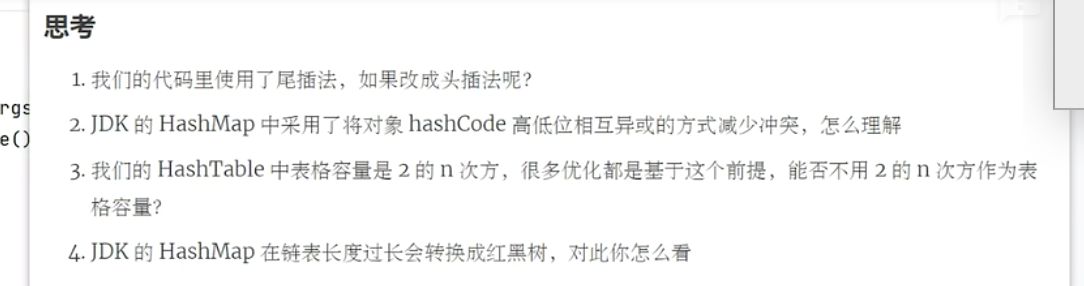 思考
1. 我们的代码里使用了尾插法，如果改成头插法呢？
rgs
2. JDK 的 HashMap 中采用了将对象 hashCode 高低位相互异或的方式减少冲突，怎么理解
e()
3. 我们的 HashTable 中表格容量是 2 的 n 次方，很多优化都是基于这个前提，能否不用 2 的 n 次方作为表
格容量？
4. JDK 的 HashMap 在链表长度过长会转换成红黑树，对此你怎么看